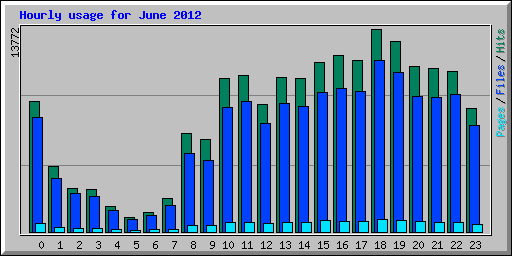 Hourly usage for June 2012
13772
Pages / Files / Hits
0 1 2 3 4 5 6 7 8 9 10 11 12 13 14 15 16 17 18 19 20 21 22 23